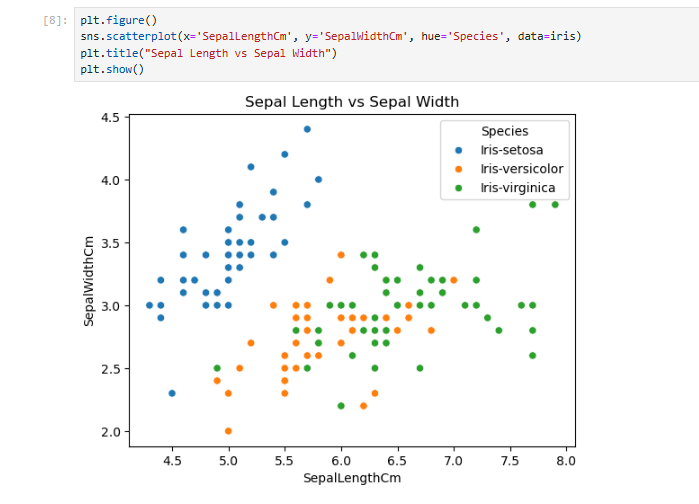 [8]: plt.figure()
sns.scatterplot(x='SepalLengthCm', y='SepalWidthCm', hue='Species', data=iris)
plt.title("Sepal Length vs Sepal Width")
plt.show()
Sepal Length vs Sepal Width
Species
Iris-setosa
Iris-versicolor
Iris-virginica
4.5
4.0
3.5
3.0
2.5
2.0
SepalWidthCm
4.5 5.0 5.5 6.0 6.5 7.0 7.5 8.0
SepalLengthCm